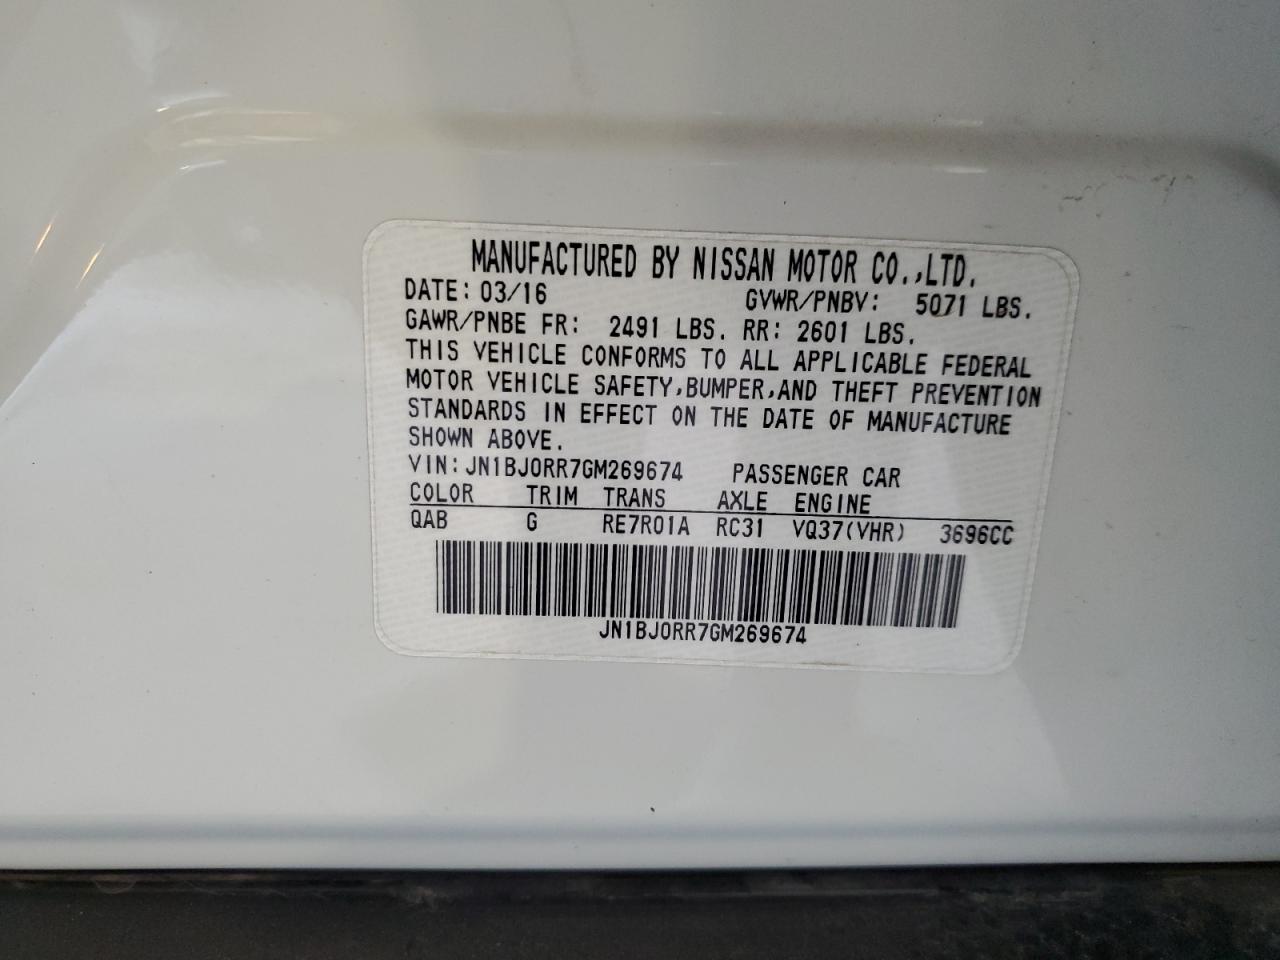 MANUFACTURED BY NISSAN MOTOR CO.,LTD.
DATE: 03/16 GVWR/PNBV: 5071 LBS.
GAWR/PNBE FR: 2491 LBS. RR: 2601 LBS.
THIS VEHICLE CONFORMS TO ALL APPLICABLE FEDERAL
MOTOR VEHICLE SAFETY,BUMPER,AND THEFT PREVENTION
STANDARDS IN EFFECT ON THE DATE OF MANUFACTURE
SHOWN ABOVE.
VIN: JN1BJ0RR7GM269674 PASSENGER CAR
COLOR TRIM TRANS AXLE ENGINE
QAB G RE7R01A RC31 VQ37(VHR) 3696CC
JN1BJ0RR7GM269674